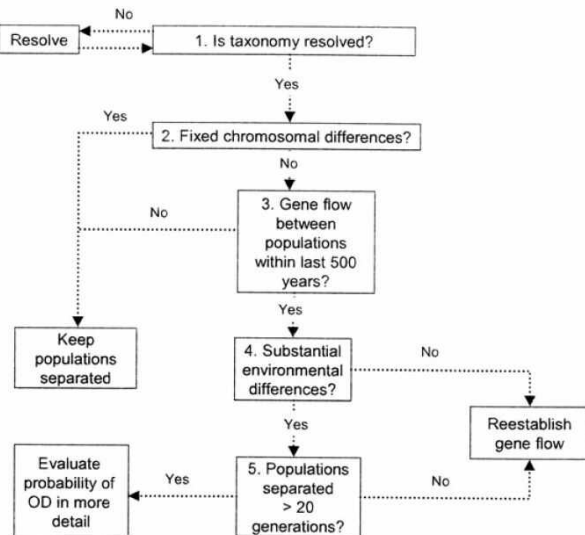 No
Resolve
1. Is taxonomy resolved?
Yes
Yes
2. Fixed chromosomal differences?
No
No
3. Gene flow
between
populations
within last 500
years?
Yes
Keep
populations
separated
4. Substantial
environmental
differences?
No
Yes
Reestablish
gene flow
Evaluate
probability of
OD in more
detail
Yes
5. Populations
separated
> 20
generations?
No